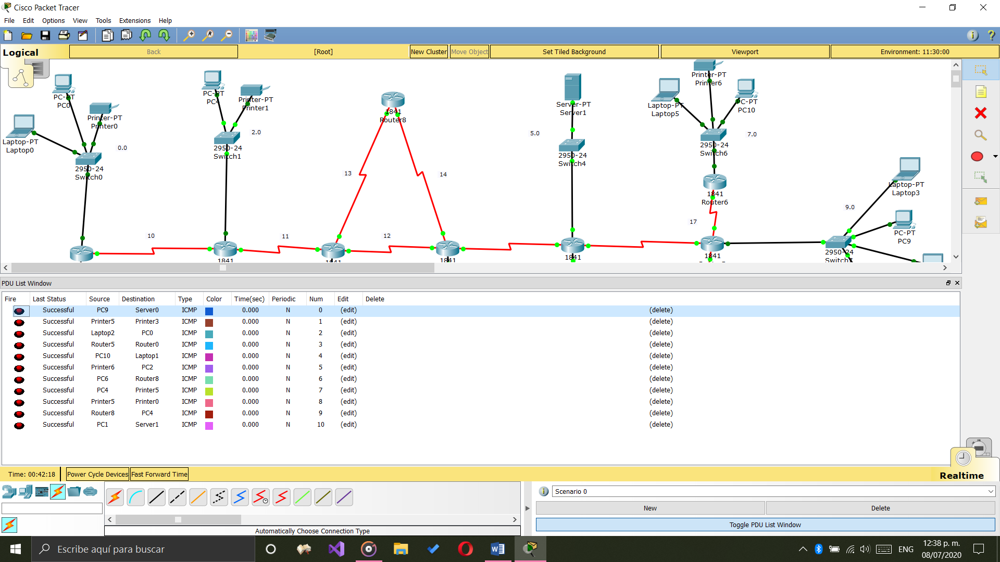 Cisco Packet Tracer
File Edit Options View Tools Extensions Help
Logical Back [Root] New Cluster Move Object Set Tiled Background Viewport Environment: 11:30:00
PC-PT
PC0
Printer-PT
Printer0
Laptop-PT
Laptop0
2950-24
Switch0
0.0
PC-PT
PC4
Printer-PT
Printer1
2950-24
Switch1
2.0
1841
Router8
13
14
10
11
12
1841
1841
Server-PT
Server1
5.0
2950-24
Switch4
1841
Printer-PT
Printer6
Laptop-PT
Laptop5
PC-PT
PC10
2950-24
Switch6
7.0
1841
Router6
17
1841
9.0
Laptop-PT
Laptop3
PC-PT
PC9
2950-24
PDU List Window
Fire Last Status Source Destination Type Color Time(sec) Periodic Num Edit Delete
Successful PC9 Server0 ICMP 0.000 N 0 (edit) (delete)
Successful Printer5 Printer3 ICMP 0.000 N 1 (edit) (delete)
Successful Laptop2 PC0 ICMP 0.000 N 2 (edit) (delete)
Successful Router5 Router0 ICMP 0.000 N 3 (edit) (delete)
Successful PC10 Laptop1 ICMP 0.000 N 4 (edit) (delete)
Successful Printer6 PC2 ICMP 0.000 N 5 (edit) (delete)
Successful PC6 Router8 ICMP 0.000 N 6 (edit) (delete)
Successful PC4 Printer5 ICMP 0.000 N 7 (edit) (delete)
Successful Printer5 Printer0 ICMP 0.000 N 8 (edit) (delete)
Successful Router8 PC4 ICMP 0.000 N 9 (edit) (delete)
Successful PC1 Server1 ICMP 0.000 N 10 (edit) (delete)
Time: 00:42:18 Power Cycle Devices Fast Forward Time
Realtime
Scenario 0
New Delete
Toggle PDU List Window
Automatically Choose Connection Type
Escribe aquí para buscar
ENG
12:38 p. m.
08/07/2020